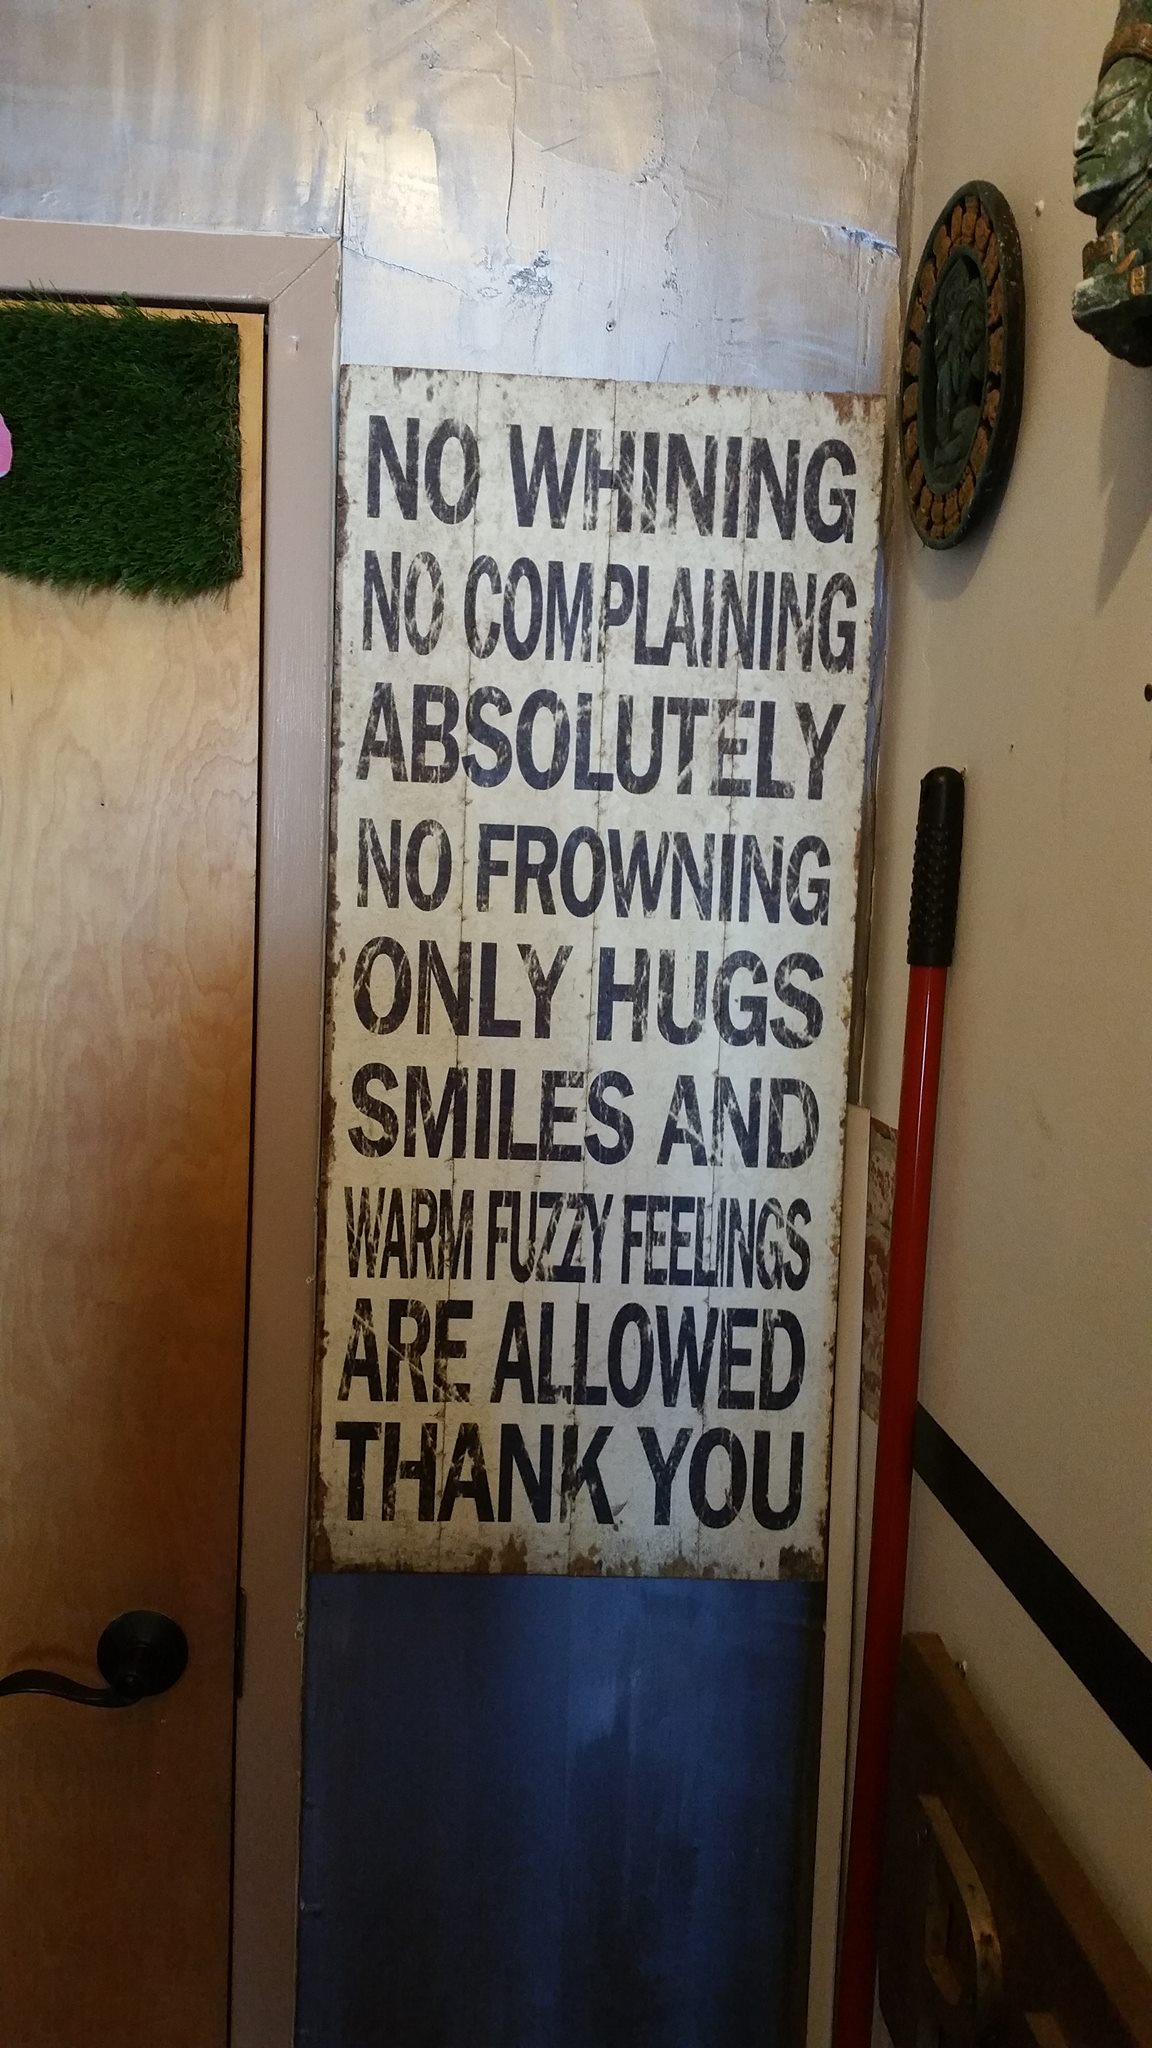 NO WHINING
NO COMPLAINING
ABSOLUTELY
NO FROWNING
ONLY HUGS
SMILES AND
WARM FUZZY FEELINGS
ARE ALLOWED
THANK YOU